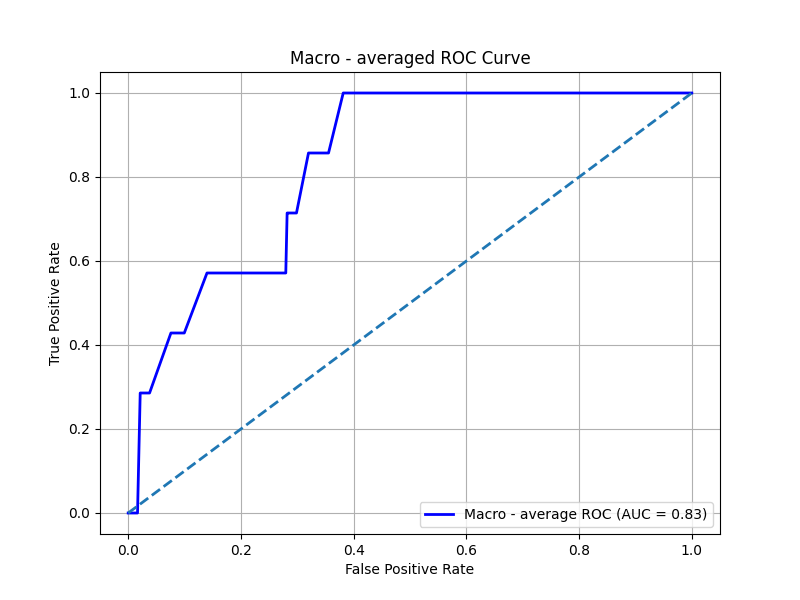 Macro - averaged ROC Curve
1.0
0.8
0.6
0.4
0.2
0.0
True Positive Rate
Macro - average ROC (AUC = 0.83)
0.0 0.2 0.4 0.6 0.8 1.0
False Positive Rate